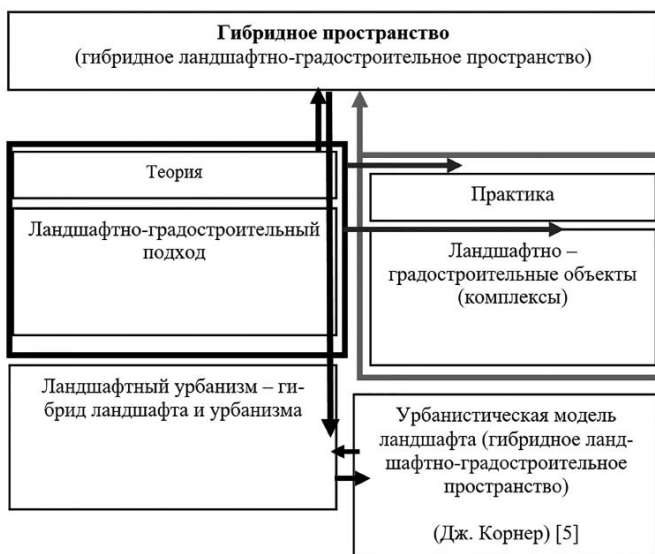 Гибридное пространство
(гибридное ландшафтно-градостроительное пространство)
Теория
Ландшафтно-градостроительный
подход
Практика
Ландшафтно –
градостроительные объекты
(комплексы)
Ландшафтный урбанизм – ги-
брид ландшафта и урбанизма
Урбанистическая модель
ландшафта (гибридное ланд-
шафтно-градостроительное
пространство)
(Дж. Корнер) [5]